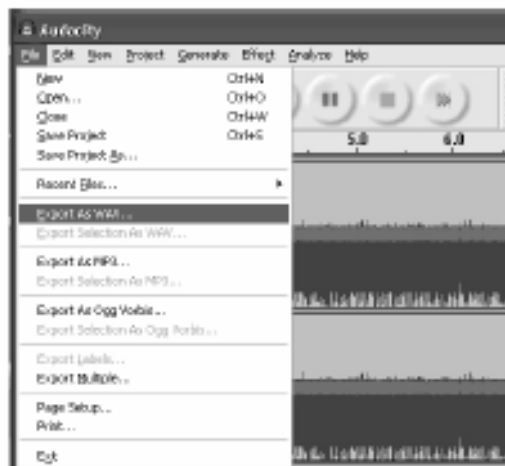 Audacity
File Edit View Project Generate Effect Analyze Help
New Ctrl+N
Open... Ctrl+O
Close Ctrl+W
Save Project Ctrl+S
Save Project As...
Recent Files...
Export As WAV...
Export Selection As WAV...
Export As MP3...
Export Selection As MP3...
Export As Ogg Vorbis...
Export Selection As Ogg Vorbis...
Export Labels...
Export Multiple...
Page Setup...
Print...
Exit
5.0 6.0